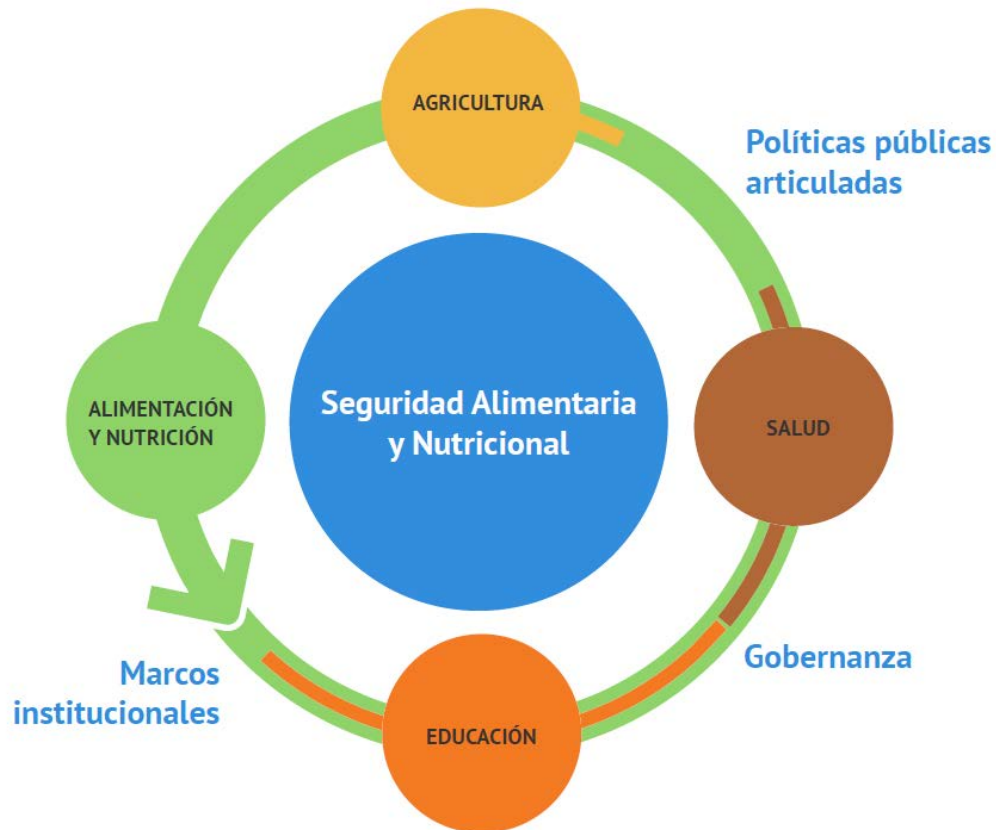 AGRICULTURA
Políticas públicas
articuladas
ALIMENTACIÓN
Y NUTRICIÓN
Seguridad Alimentaria
y Nutricional
SALUD
Marcos
institucionales
Gobernanza
EDUCACIÓN